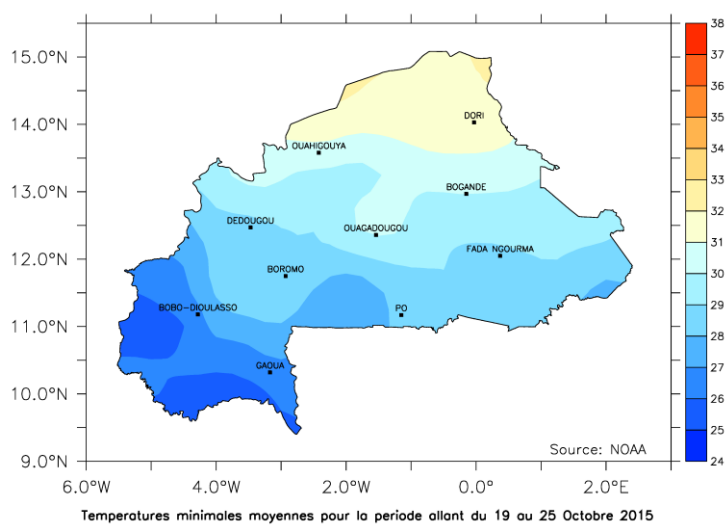 15.0°N
14.0°N
13.0°N
12.0°N
11.0°N
10.0°N
9.0°N
6.0°W 4.0°W 2.0°W 0.0° 2.0°E
DORI
OUAHIGOUYA
BOGANDE
DEDOUGOU
OUAGADOUGOU
FADA NGOURMA
BOROMO
BOBO-DIOULASSO
PO
GAOUA
Source: NOAA
38
37
36
35
34
33
32
31
30
29
28
27
26
25
24
Temperatures minimales moyennes pour la periode allant du 19 au 25 Octobre 2015